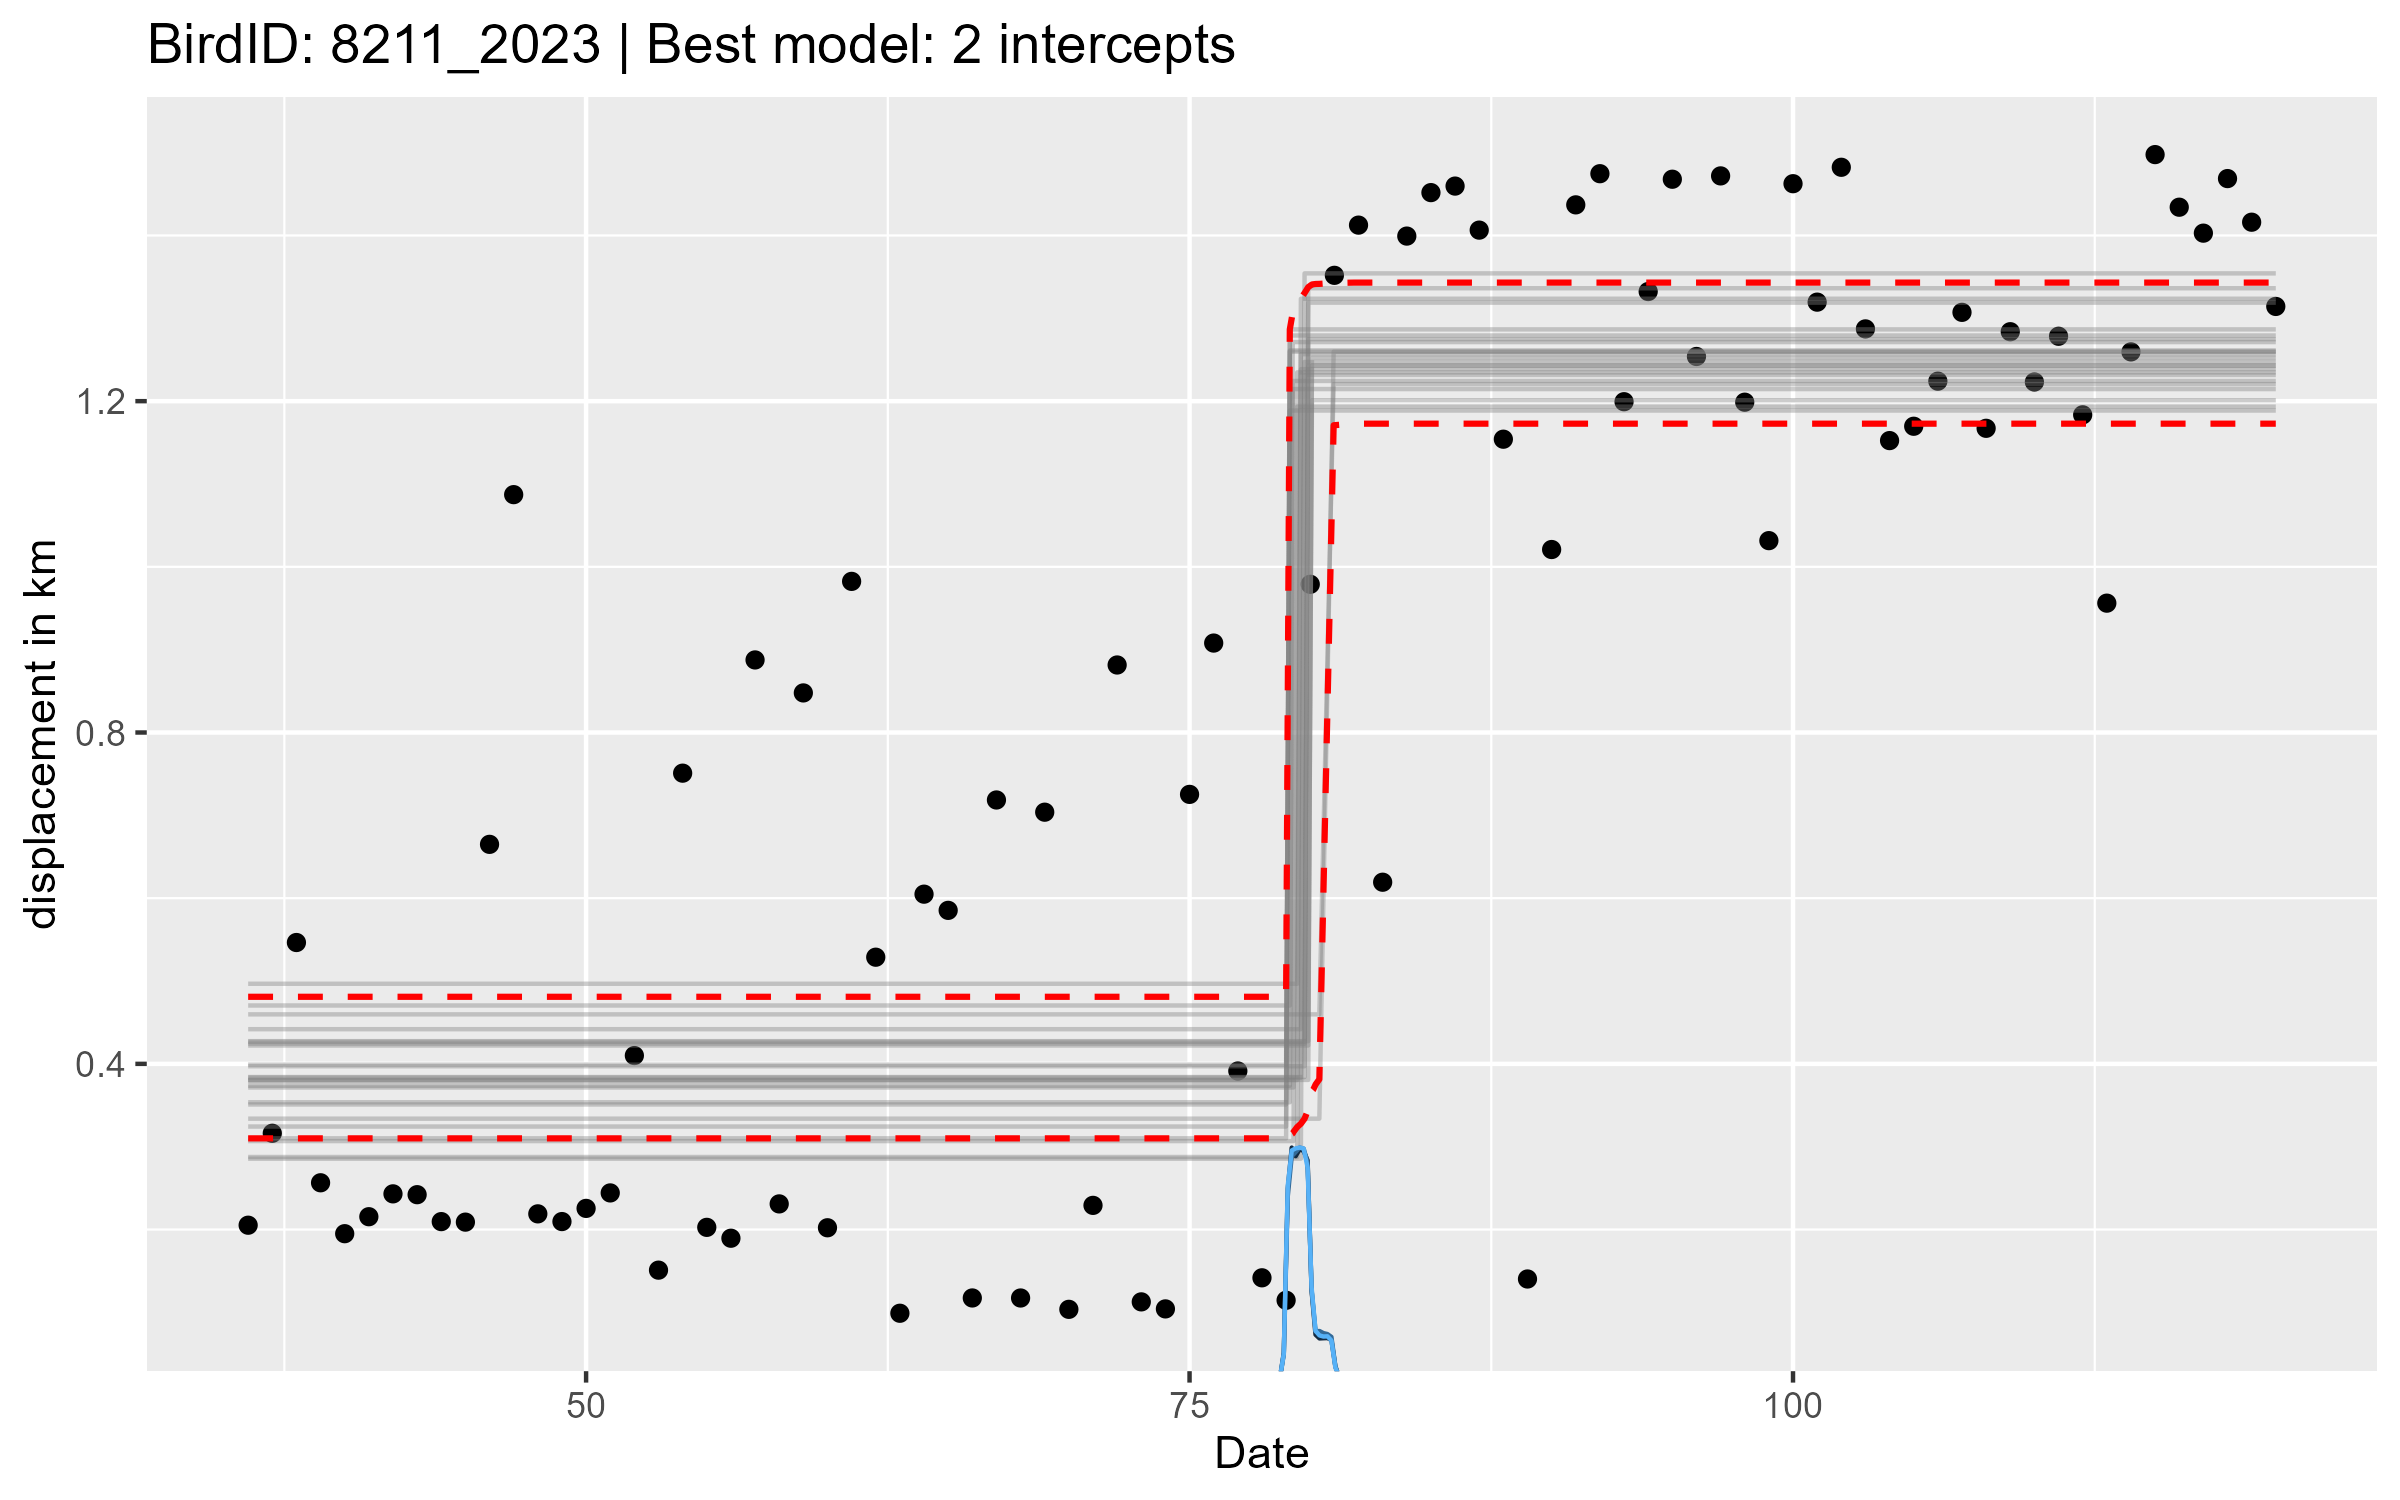 BirdID: 8211_2023 | Best model: 2 intercepts
displacement in km
1.2
0.8
0.4
50
75
100
Date